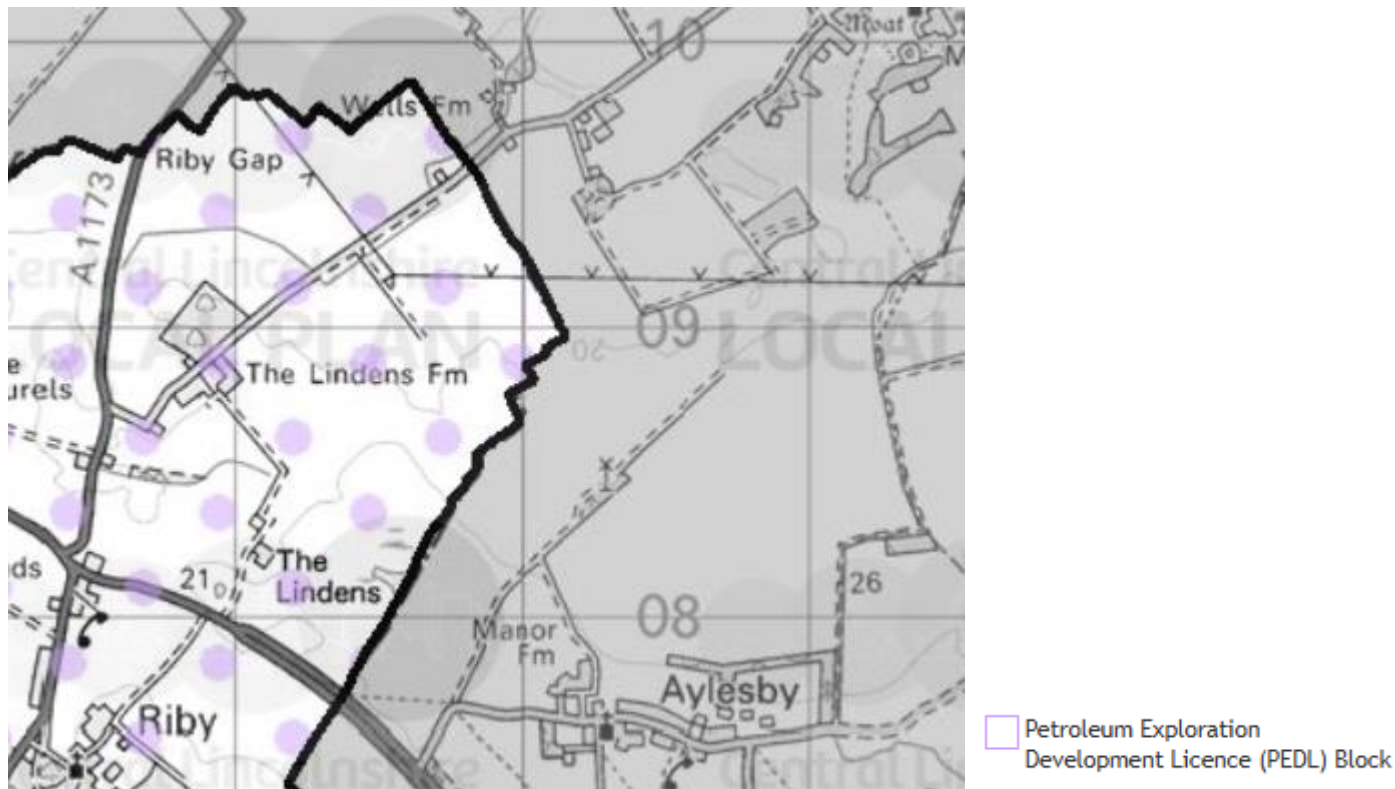 10
Moat
M
Wells Fm
Riby Gap
A1173
Central Lincolnshire
Central Li
LOCAL PLAN
09
LOCAL
20
The Lindens Fm
e
urels
The
Lindens
ds
21
26
08
Manor
Fm
Aylesby
Riby
Central Lincolnshire
Central Li
Petroleum Exploration
Development Licence (PEDL) Block